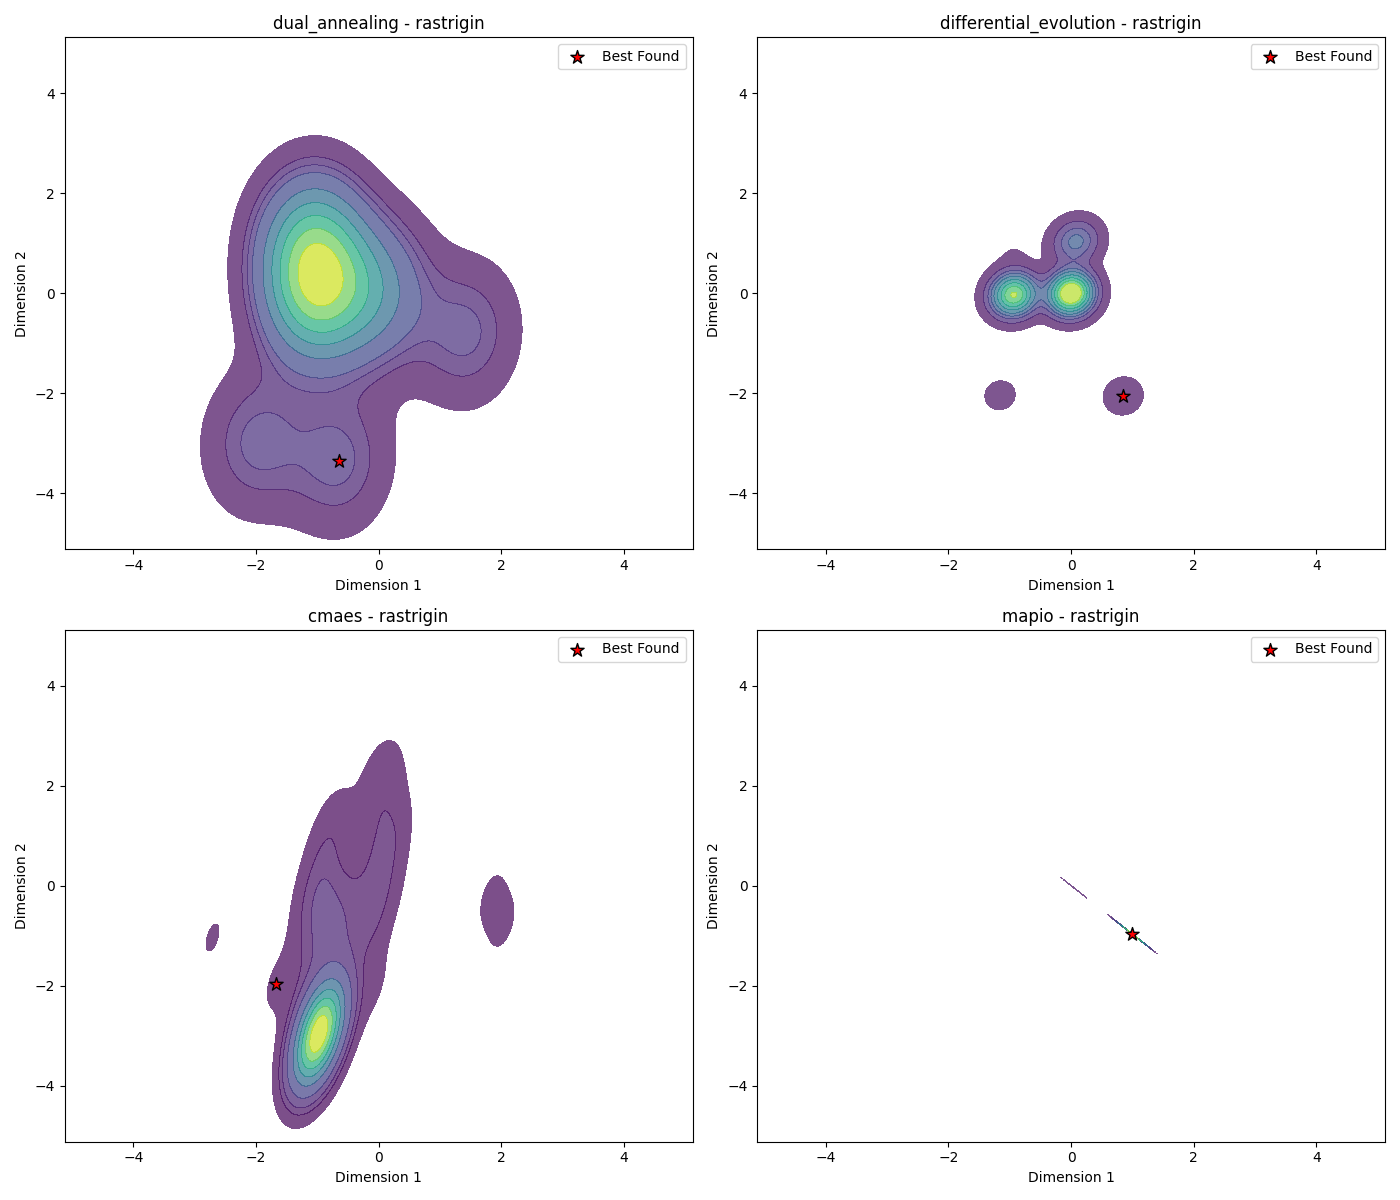 dual_annealing - rastrigin
Best Found
4
2
0
−2
−4
Dimension 2
−4
−2
0
2
4
Dimension 1
differential_evolution - rastrigin
Best Found
4
2
0
−2
−4
Dimension 2
−4
−2
0
2
4
Dimension 1
cmaes - rastrigin
Best Found
4
2
0
−2
−4
Dimension 2
−4
−2
0
2
4
Dimension 1
mapio - rastrigin
Best Found
4
2
0
−2
−4
Dimension 2
−4
−2
0
2
4
Dimension 1